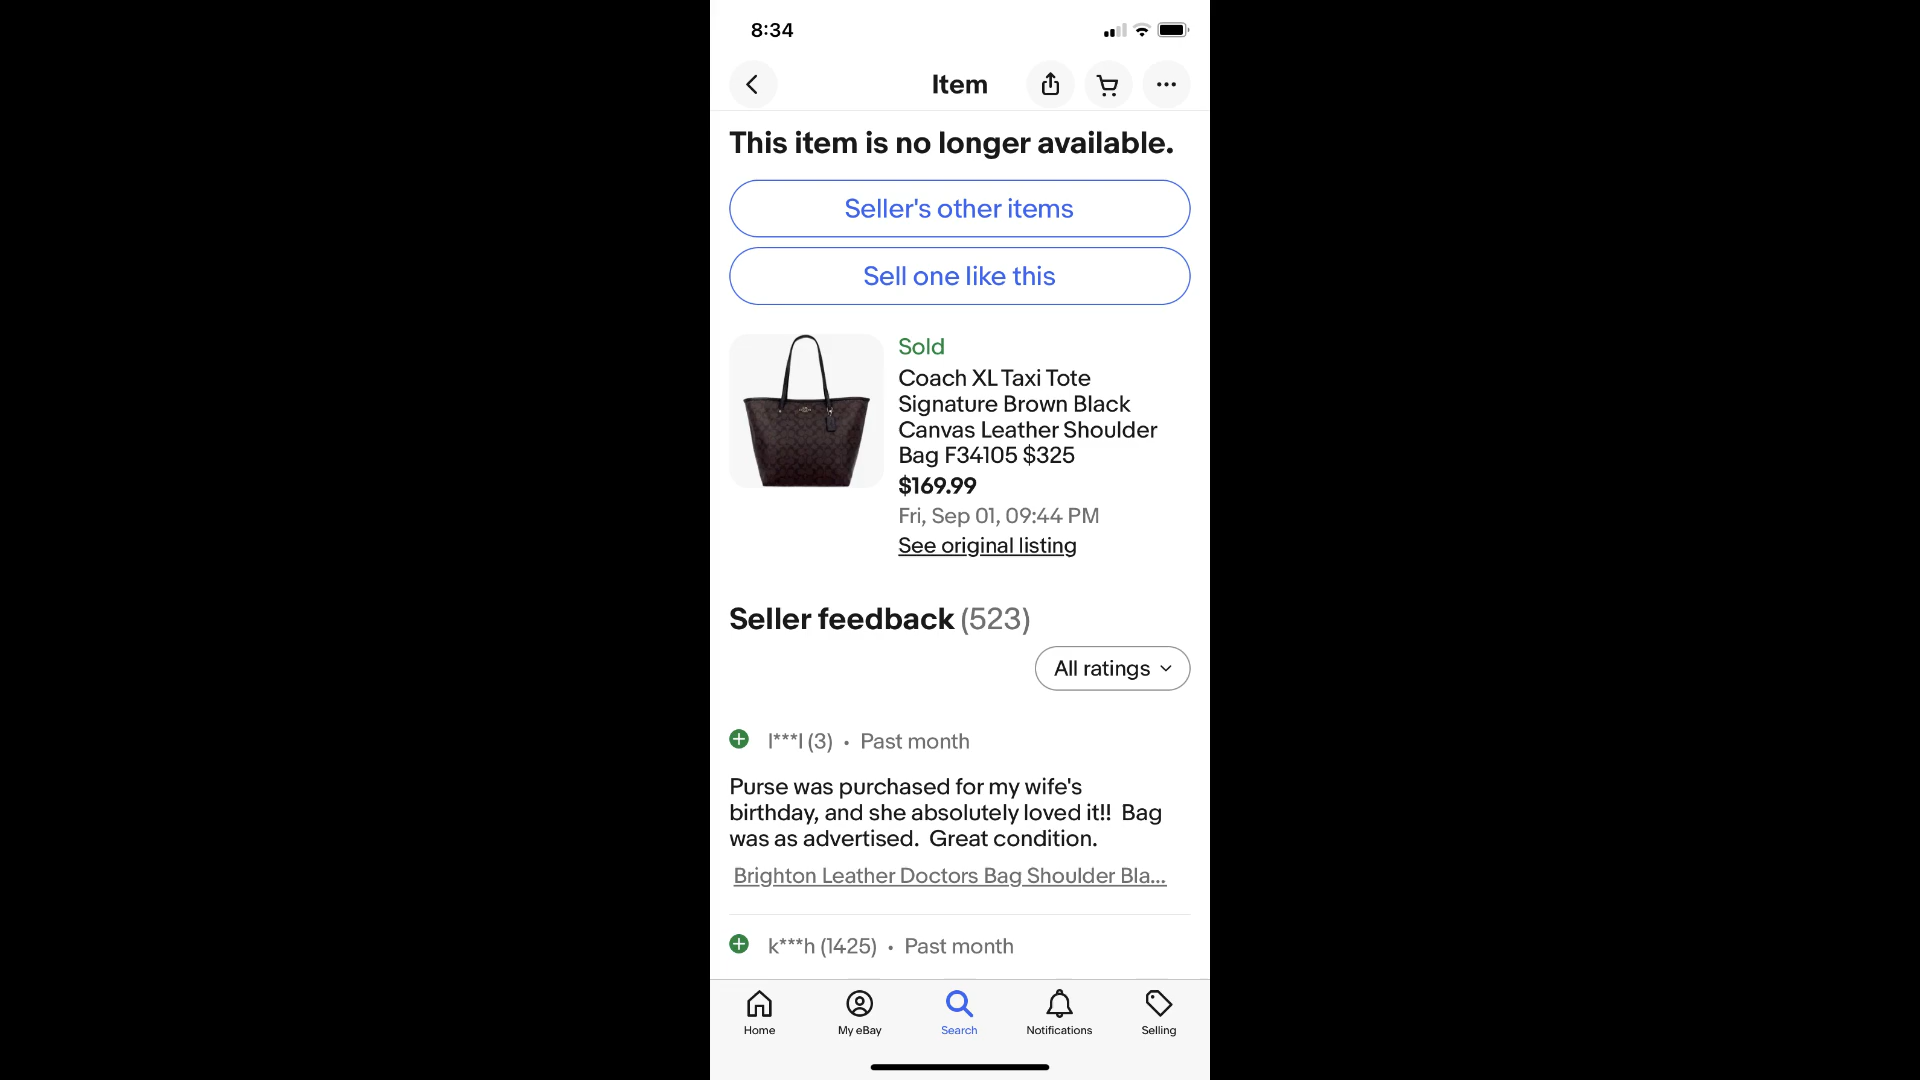 8:34
Item
This item is no longer available.
Seller's other items
Sell one like this
Sold
Coach XL Taxi Tote
Signature Brown Black
Canvas Leather Shoulder
Bag F34105 $325
$169.99
Fri, Sep 01, 09:44 PM
See original listing
Seller feedback (523)
All ratings
l***l (3) • Past month
Purse was purchased for my wife's
birthday, and she absolutely loved it!! Bag
was as advertised. Great condition.
Brighton Leather Doctors Bag Shoulder Bla...
k***h (1425) • Past month
Home
My eBay
Search
Notifications
Selling